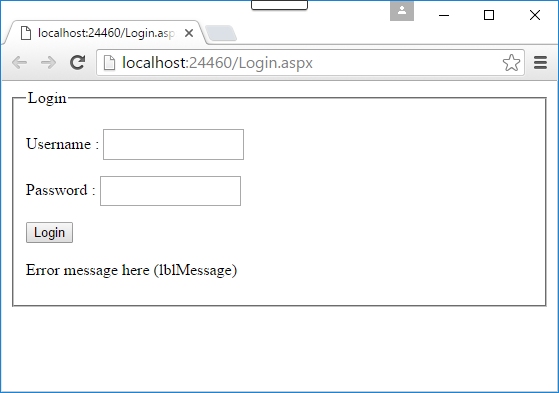 localhost:24460/Login.asp
localhost:24460/Login.aspx
Login
Username :
Password :
Login
Error message here (lblMessage)